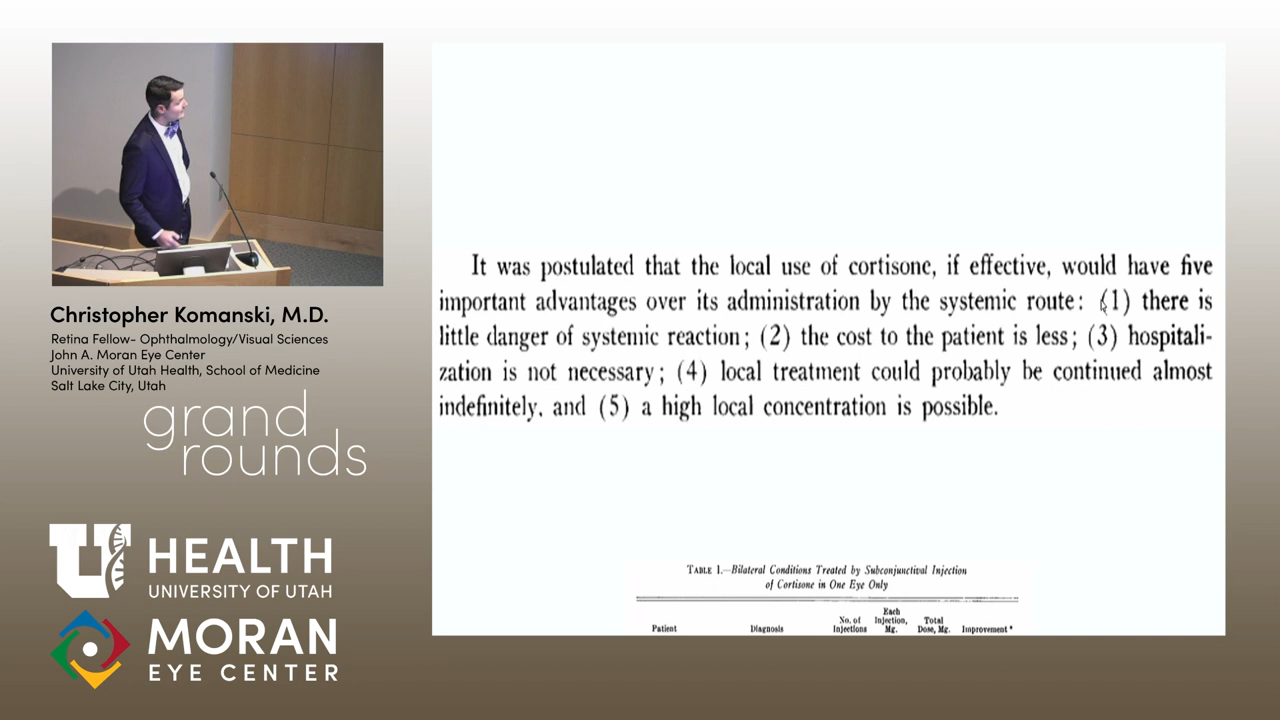 Christopher Komanski, M.D.
Retina Fellow- Ophthalmology/Visual Sciences
John A. Moran Eye Center
University of Utah Health, School of Medicine
Salt Lake City, Utah
grand
rounds
U HEALTH
UNIVERSITY OF UTAH
MORAN
EYE CENTER
It was postulated that the local use of cortisone, if effective, would have five
important advantages over its administration by the systemic route: (1) there is
little danger of systemic reaction; (2) the cost to the patient is less; (3) hospitali-
zation is not necessary; (4) local treatment could probably be continued almost
indefinitely, and (5) a high local concentration is possible.
TABLE 1.—Bilateral Conditions Treated by Subconjunctival Injection
of Cortisone in One Eye Only
Patient Diagnosis No. of Injections Each Injection, Mg. Total Dose, Mg. Improvement *